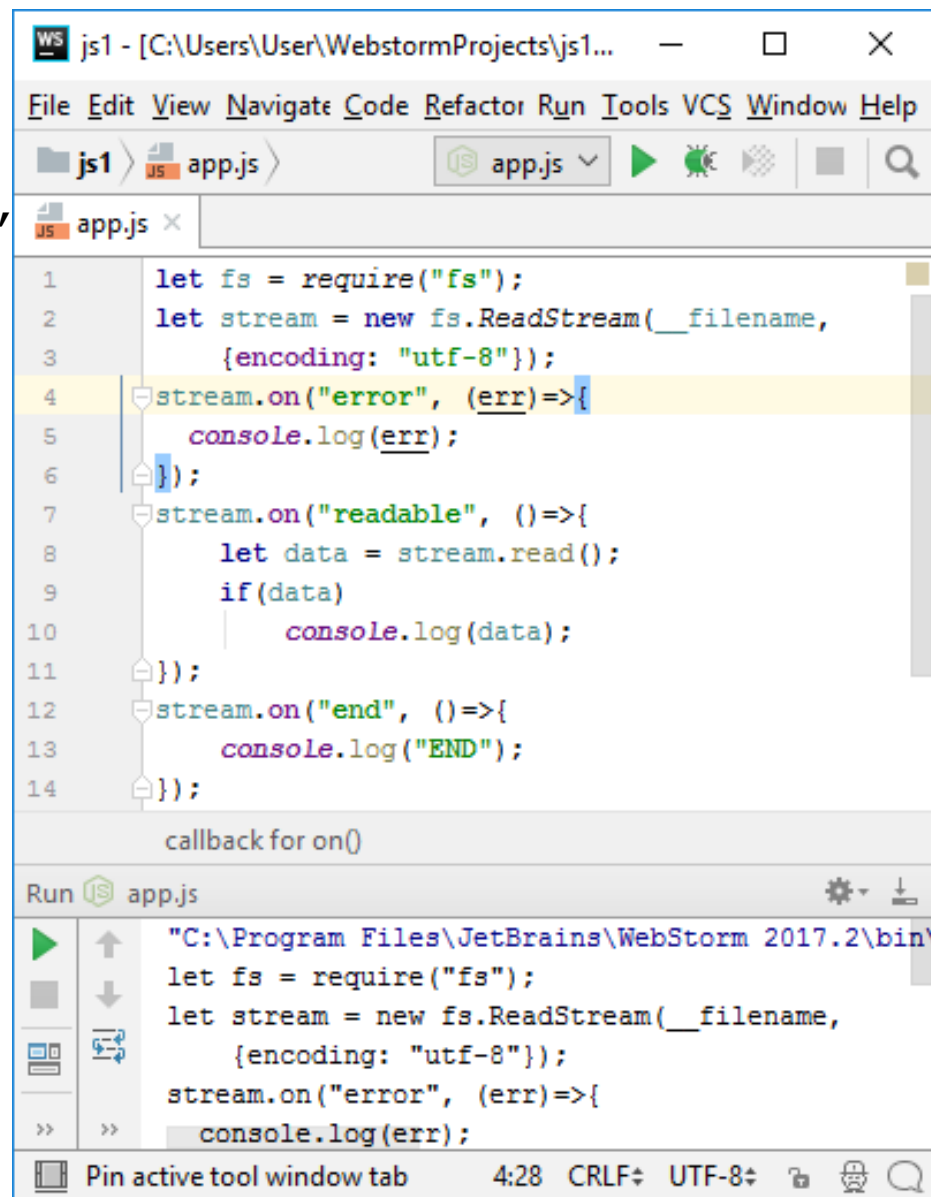 WS js1 - [C:\Users\User\WebstormProjects\js1...
File Edit View Navigate Code Refactor Run Tools VCS Window Help
js1 JS app.js JS app.js
,
JS app.js
1 let fs = require("fs");
2 let stream = new fs.ReadStream(__filename,
3     {encoding: "utf-8"});
4 stream.on("error", (err)=>{
5   console.log(err);
6 });
7 stream.on("readable", ()=>{
8     let data = stream.read();
9     if(data)
10         console.log(data);
11 });
12 stream.on("end", ()=>{
13     console.log("END");
14 });
callback for on()
Run JS app.js
"C:\Program Files\JetBrains\WebStorm 2017.2\bin\
let fs = require("fs");
let stream = new fs.ReadStream(__filename,
    {encoding: "utf-8"});
stream.on("error", (err)=>{
  console.log(err);
Pin active tool window tab 4:28 CRLF UTF-8